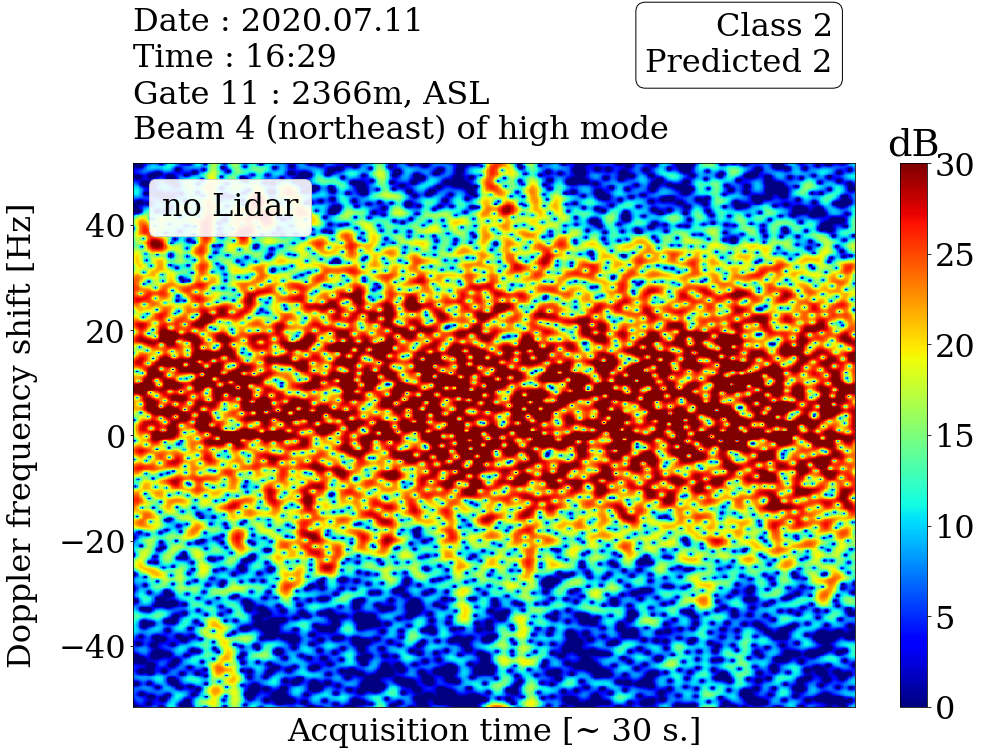 Date : 2020.07.11
Time : 16:29
Gate 11 : 2366m, ASL
Beam 4 (northeast) of high mode
Class 2
Predicted 2
dB
no Lidar
Doppler frequency shift [Hz]
40
20
0
−20
−40
30
25
20
15
10
5
0
Acquisition time [~ 30 s.]